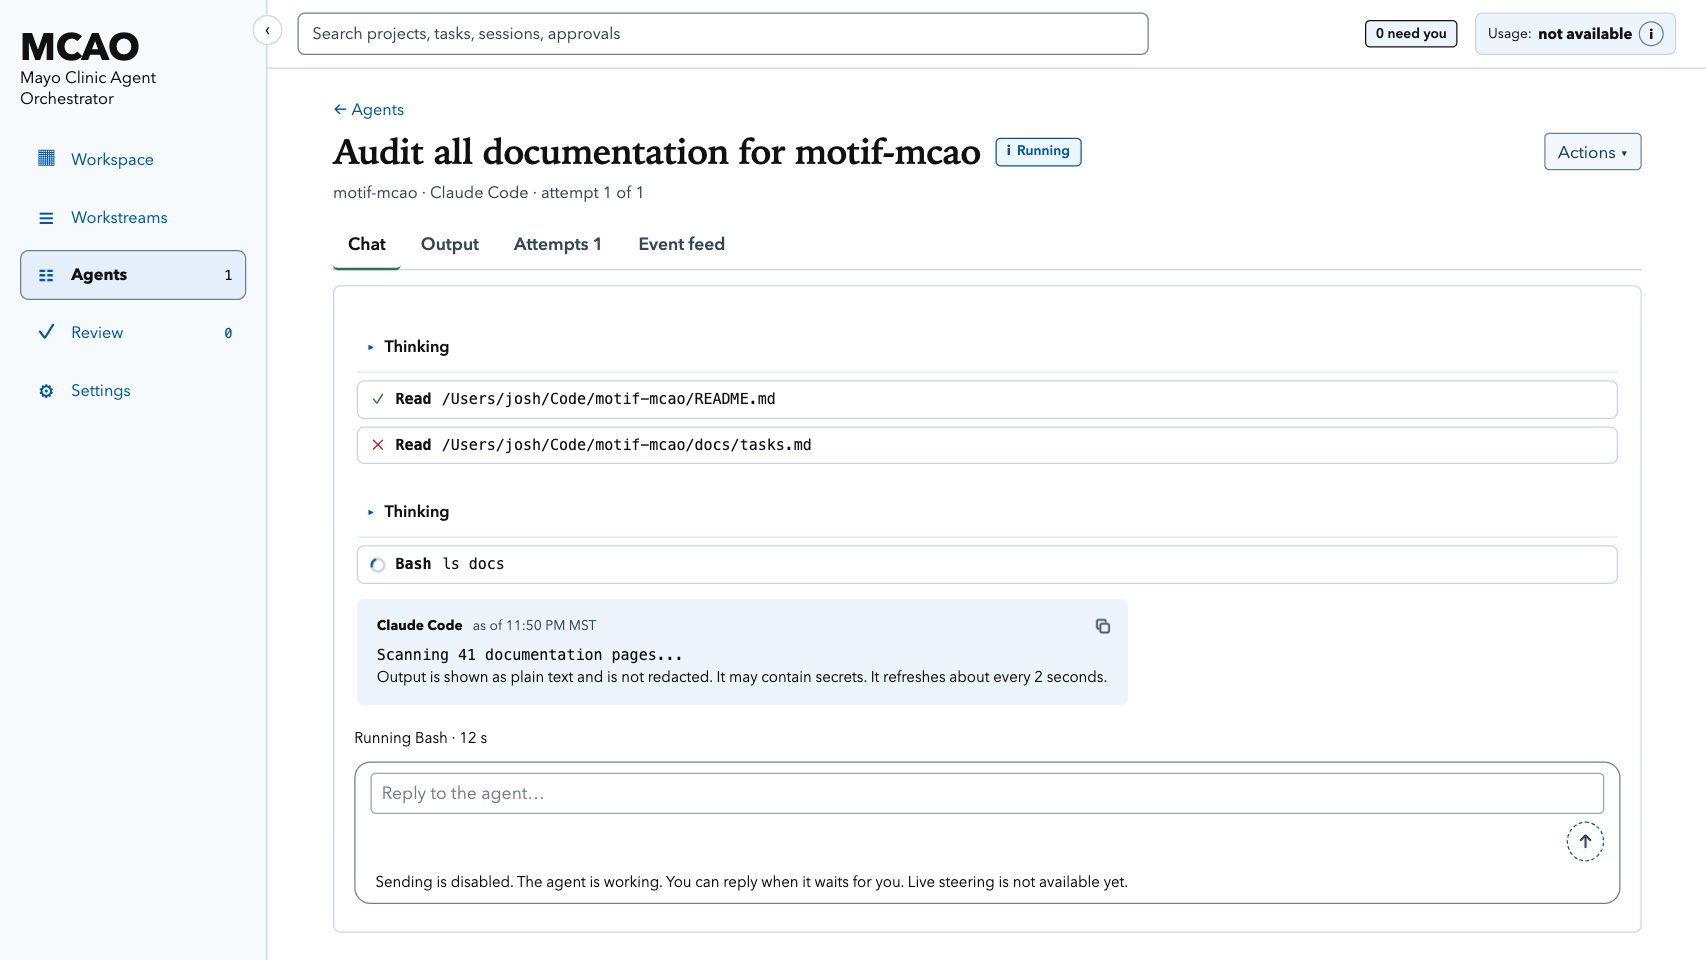 MCAO
Mayo Clinic Agent
Orchestrator
Workspace
Workstreams
Agents 1
Review 0
Settings
Search projects, tasks, sessions, approvals
0 need you
Usage: not available i
← Agents
Audit all documentation for motif-mcao
i Running
Actions ▾
motif-mcao · Claude Code · attempt 1 of 1
Chat Output Attempts 1 Event feed
Thinking
Read /Users/josh/Code/motif-mcao/README.md
Read /Users/josh/Code/motif-mcao/docs/tasks.md
Thinking
Bash ls docs
Claude Code as of 11:50 PM MST
Scanning 41 documentation pages...
Output is shown as plain text and is not redacted. It may contain secrets. It refreshes about every 2 seconds.
Running Bash · 12 s
Reply to the agent…
Sending is disabled. The agent is working. You can reply when it waits for you. Live steering is not available yet.